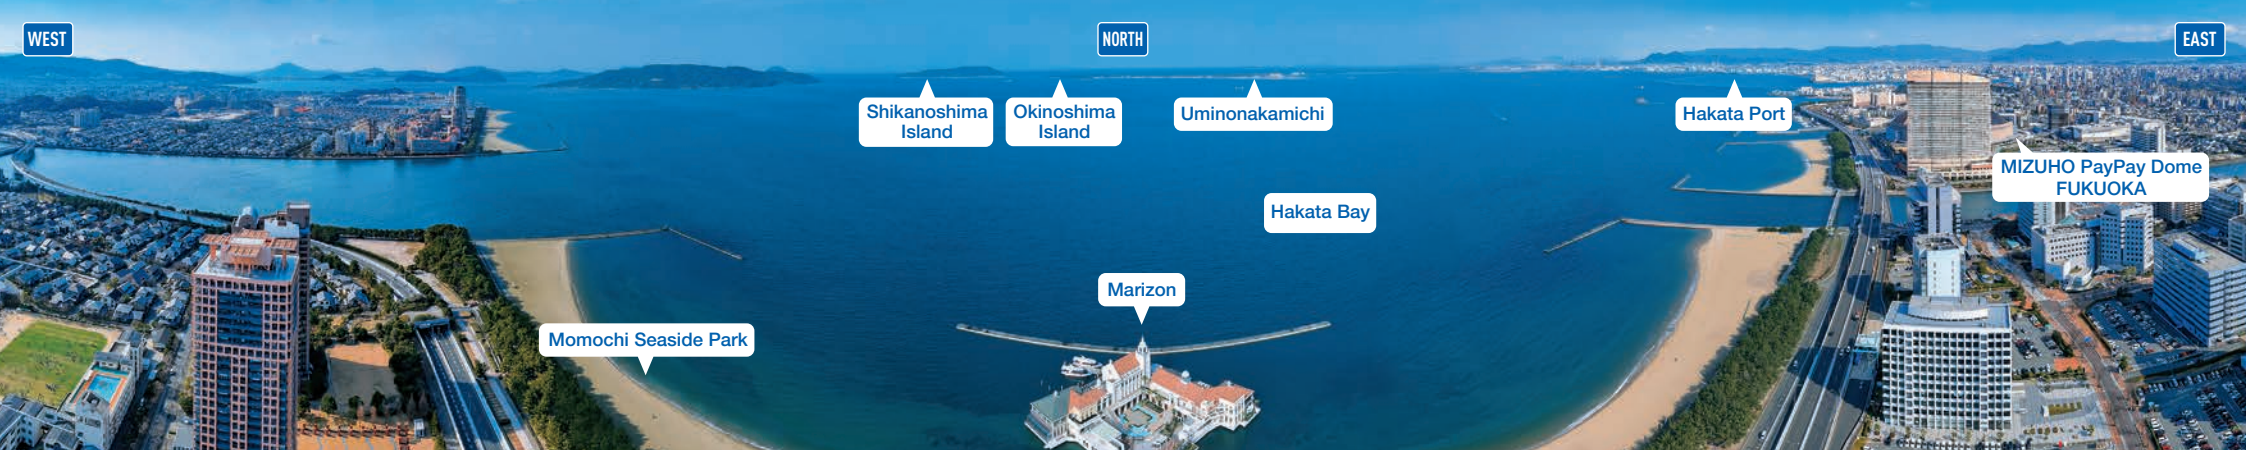 WEST
NORTH
EAST
Shikanoshima
Island
Okinoshima
Island
Uminonakamichi
Hakata Port
MIZUHO PayPay Dome
FUKUOKA
Hakata Bay
Marizon
Momochi Seaside Park